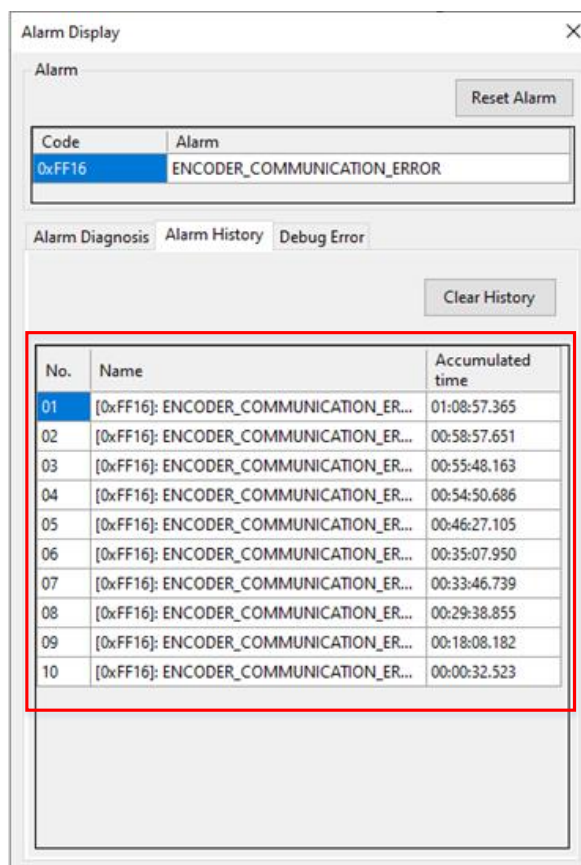 Alarm Display
Alarm
Reset Alarm
Code Alarm
0xFF16 ENCODER_COMMUNICATION_ERROR
Alarm Diagnosis Alarm History Debug Error
Clear History
No. Name Accumulated time
01 [0xFF16]: ENCODER_COMMUNICATION_ER... 01:08:57.365
02 [0xFF16]: ENCODER_COMMUNICATION_ER... 00:58:57.651
03 [0xFF16]: ENCODER_COMMUNICATION_ER... 00:55:48.163
04 [0xFF16]: ENCODER_COMMUNICATION_ER... 00:54:50.686
05 [0xFF16]: ENCODER_COMMUNICATION_ER... 00:46:27.105
06 [0xFF16]: ENCODER_COMMUNICATION_ER... 00:35:07.950
07 [0xFF16]: ENCODER_COMMUNICATION_ER... 00:33:46.739
08 [0xFF16]: ENCODER_COMMUNICATION_ER... 00:29:38.855
09 [0xFF16]: ENCODER_COMMUNICATION_ER... 00:18:08.182
10 [0xFF16]: ENCODER_COMMUNICATION_ER... 00:00:32.523